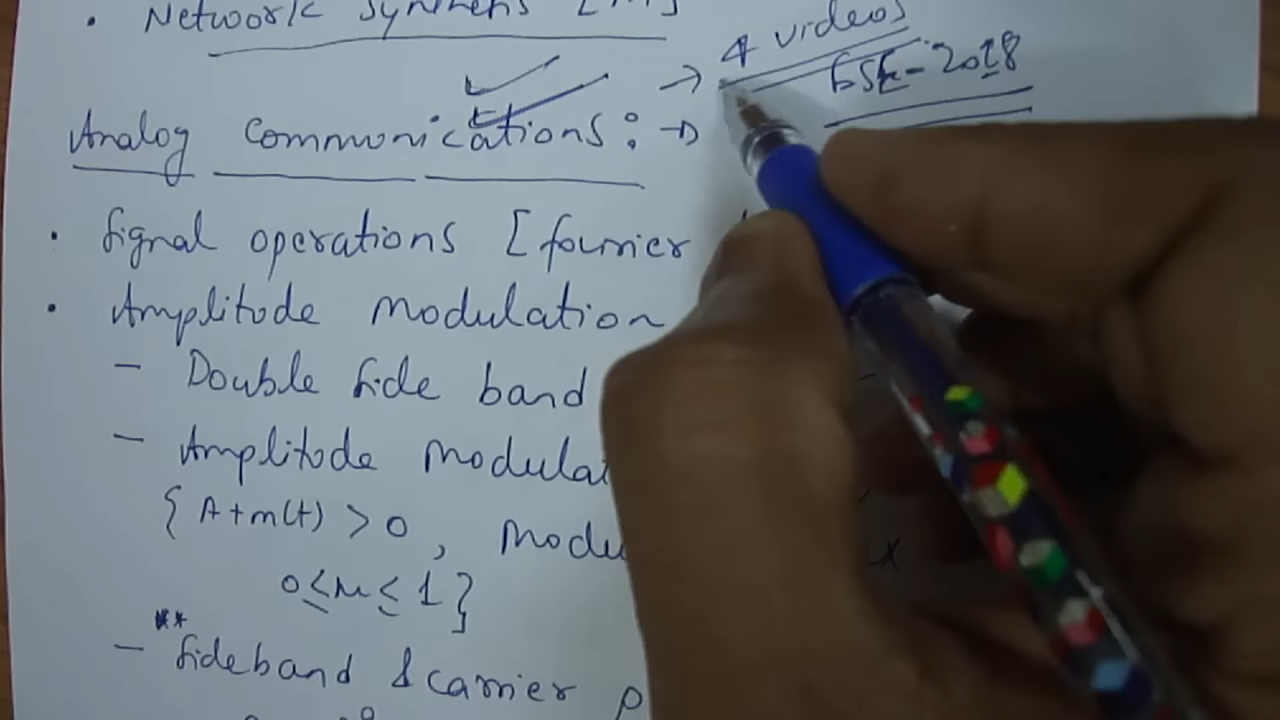 • Network Synthesis [
→ 4 videos
ESE-2018
Analog Communications: →
• Signal operations [fourrier
• Amplitude modulation
- Double side band
- Amplitude modulat
{ A+m(t) > 0 , modu
0 ≤ μ ≤ 1 }
**
- Sideband & carrier p